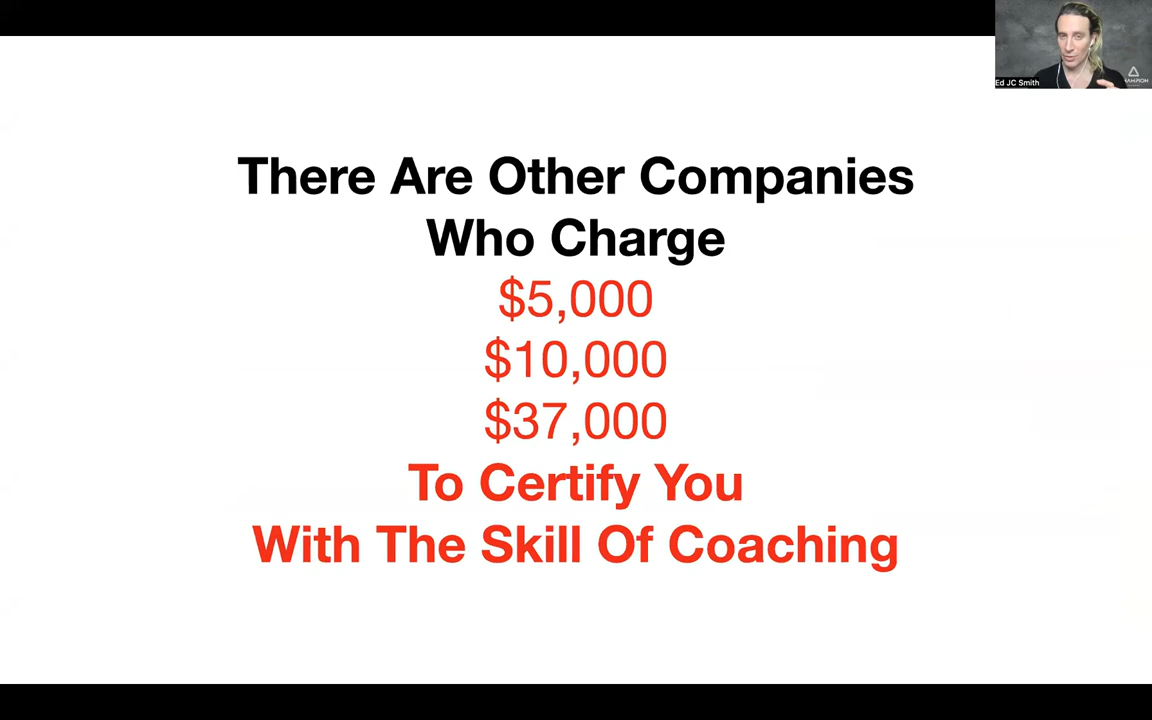 Ed JC Smith
There Are Other Companies
Who Charge
$5,000
$10,000
$37,000
To Certify You
With The Skill Of Coaching